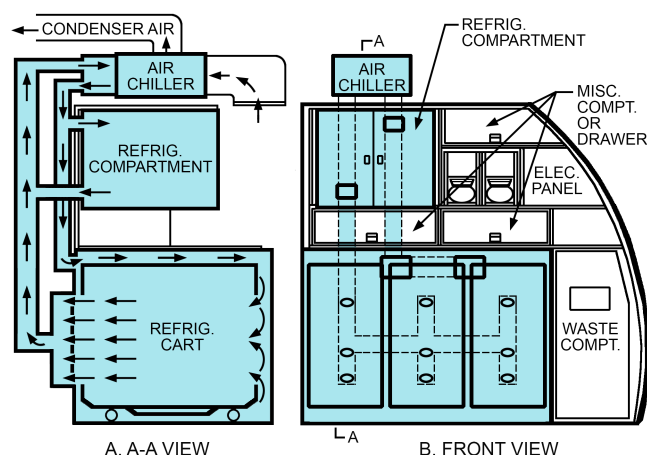 CONDENSER AIR
AIR
CHILLER
REFRIG.
COMPARTMENT
REFRIG.
CART
A. A-A VIEW
A
AIR
CHILLER
REFRIG.
COMPARTMENT
MISC.
COMPT.
OR
DRAWER
ELEC.
PANEL
WASTE
COMPT.
A
B. FRONT VIEW